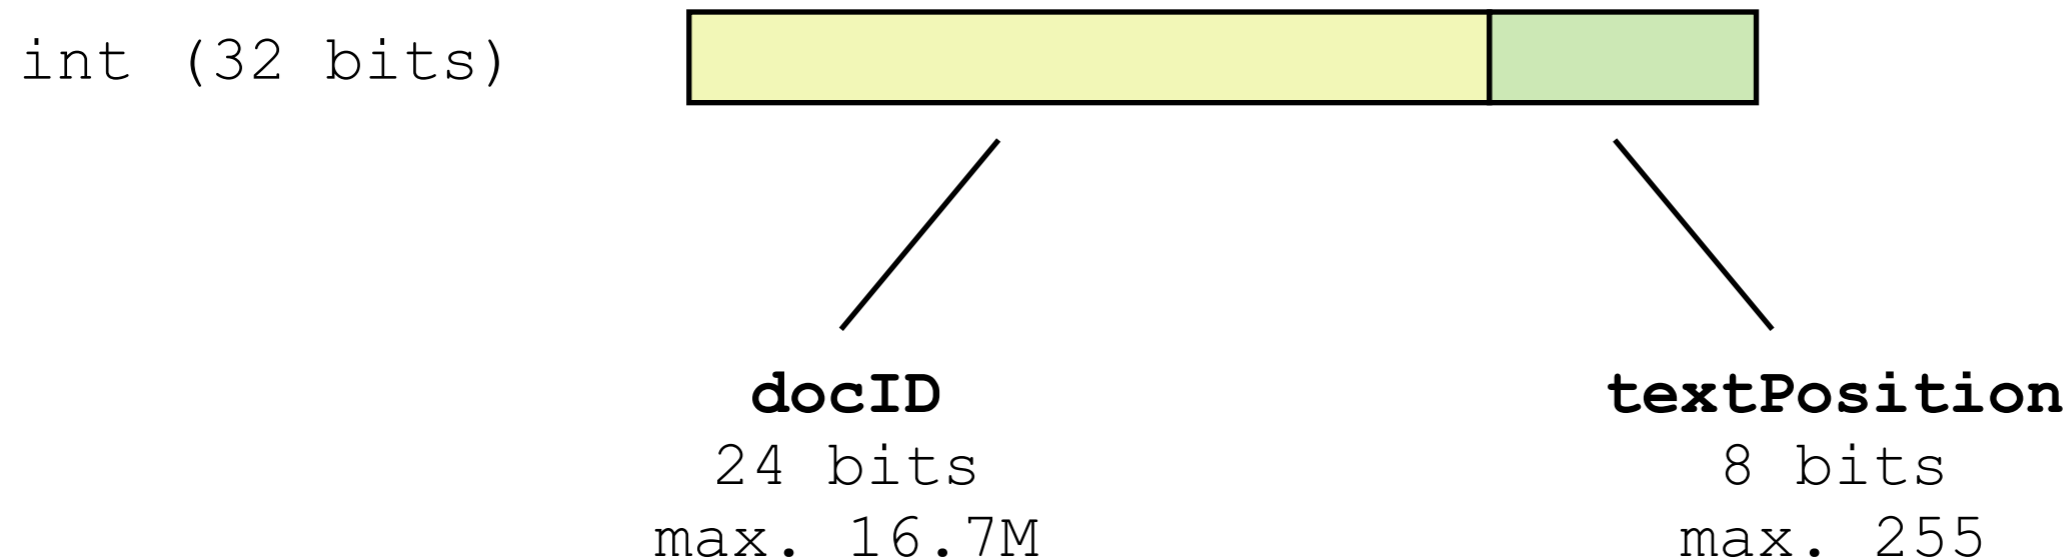 int (32 bits)
docID
24 bits
max. 16.7M
textPosition
8 bits
max. 255